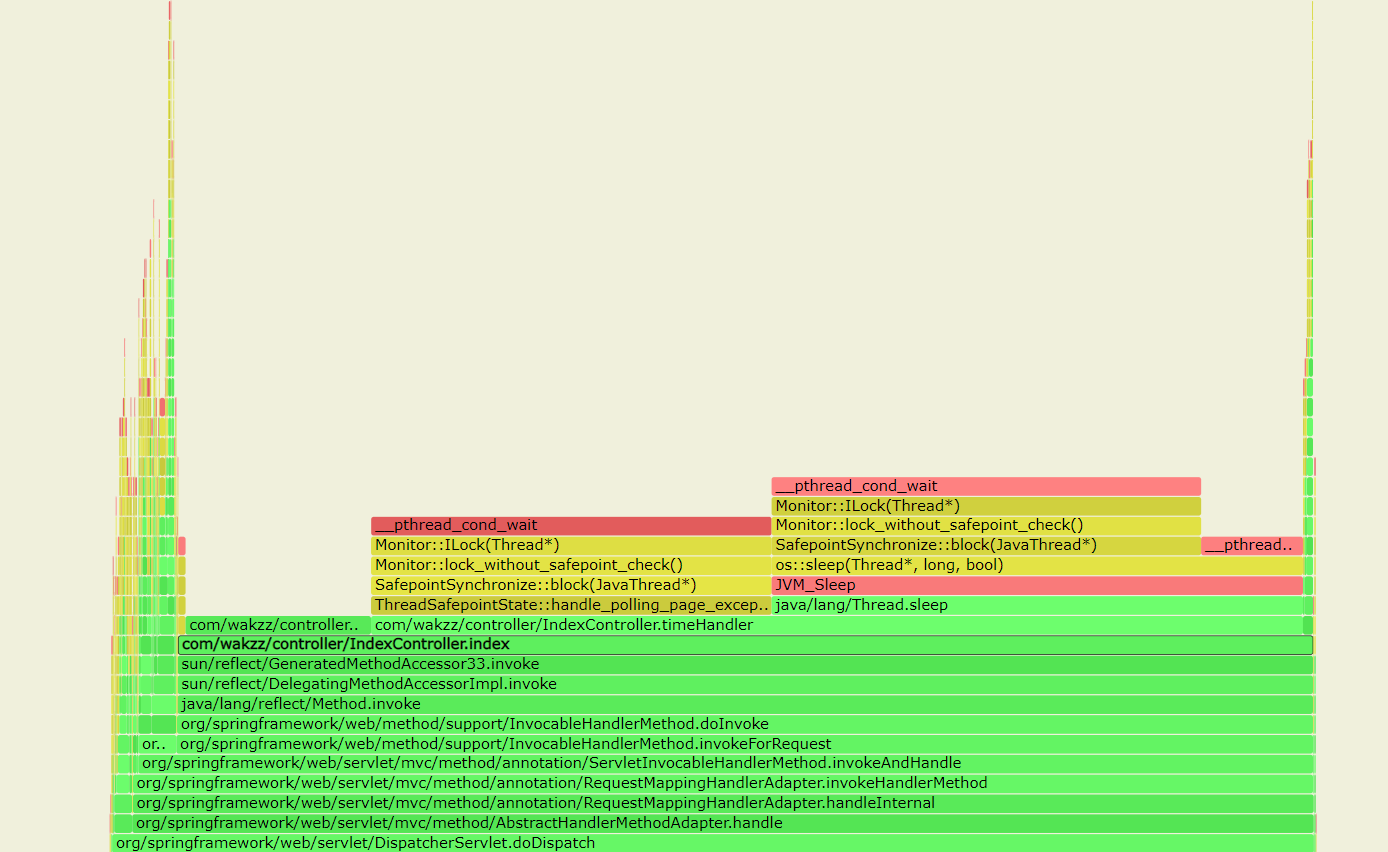 __pthread_cond_wait
Monitor::ILock(Thread*)
__pthread_cond_wait Monitor::lock_without_safepoint_check()
Monitor::ILock(Thread*) SafepointSynchronize::block(JavaThread*) __pthread..
Monitor::lock_without_safepoint_check() os::sleep(Thread*, long, bool)
SafepointSynchronize::block(JavaThread*) JVM_Sleep
ThreadSafepointState::handle_polling_page_excep.. java/lang/Thread.sleep
com/wakzz/controller.. com/wakzz/controller/IndexController.timeHandler
com/wakzz/controller/IndexController.index
sun/reflect/GeneratedMethodAccessor33.invoke
sun/reflect/DelegatingMethodAccessorImpl.invoke
java/lang/reflect/Method.invoke
org/springframework/web/method/support/InvocableHandlerMethod.doInvoke
or.. org/springframework/web/method/support/InvocableHandlerMethod.invokeForRequest
org/springframework/web/servlet/mvc/method/annotation/ServletInvocableHandlerMethod.invokeAndHandle
org/springframework/web/servlet/mvc/method/annotation/RequestMappingHandlerAdapter.invokeHandlerMethod
org/springframework/web/servlet/mvc/method/annotation/RequestMappingHandlerAdapter.handleInternal
org/springframework/web/servlet/mvc/method/AbstractHandlerMethodAdapter.handle
org/springframework/web/servlet/DispatcherServlet.doDispatch